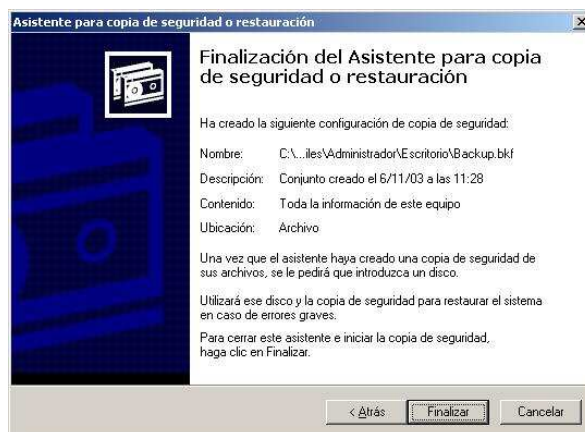 Asistente para copia de seguridad o restauración
Finalización del Asistente para copia
de seguridad o restauración
Ha creado la siguiente configuración de copia de seguridad:
Nombre: C:\...iles\Administrador\Escritorio\Backup.bkf
Descripción: Conjunto creado el 6/11/03 a las 11:28
Contenido: Toda la información de este equipo
Ubicación: Archivo
Una vez que el asistente haya creado una copia de seguridad de
sus archivos, se le pedirá que introduzca un disco.
Utilizará ese disco y la copia de seguridad para restaurar el sistema
en caso de errores graves.
Para cerrar este asistente e iniciar la copia de seguridad,
haga clic en Finalizar.
< Atrás Finalizar Cancelar